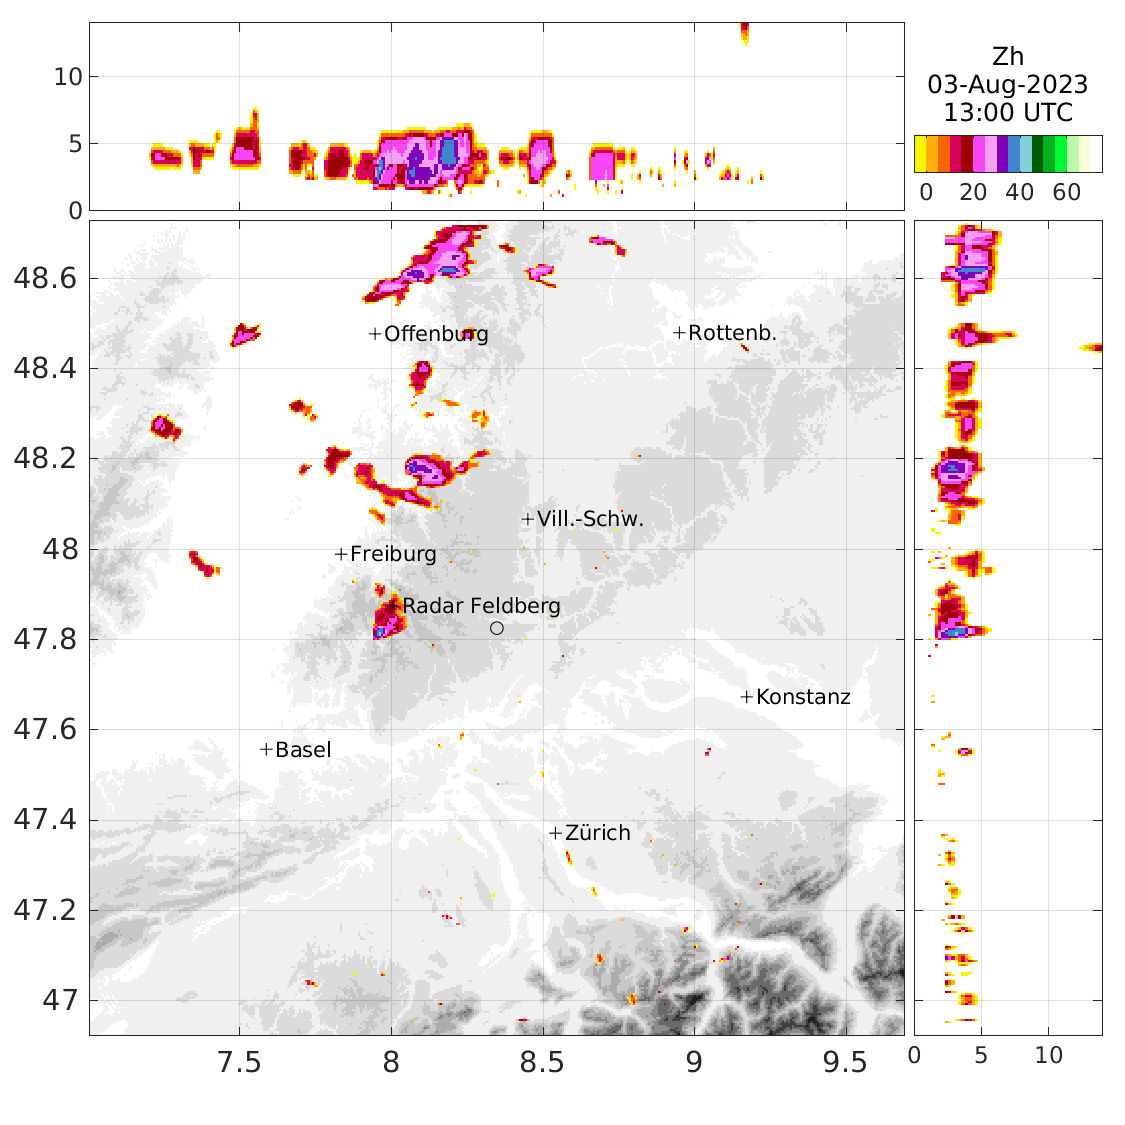 10
5
0
Zh
03-Aug-2023
13:00 UTC
0 20 40 60
48.6
48.4
48.2
48
47.8
47.6
47.4
47.2
47
Offenburg
Rottenb.
Vill.-Schw.
Freiburg
Radar Feldberg
Konstanz
Basel
Zürich
7.5 8 8.5 9 9.5
0 5 10